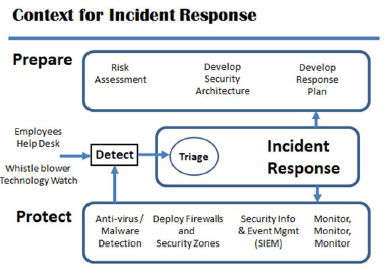 Context for Incident Response
Prepare
Risk
Assessment
Develop
Security
Architecture
Develop
Response
Plan
Employees
Help Desk
Whistle blower
Technology Watch
Detect
Triage
Incident
Response
Protect
Anti-virus/
Malware
Detection
Deploy Firewalls
and
Security Zones
Security Info
& Event Mgmt
(SIEM)
Monitor,
Monitor,
Monitor